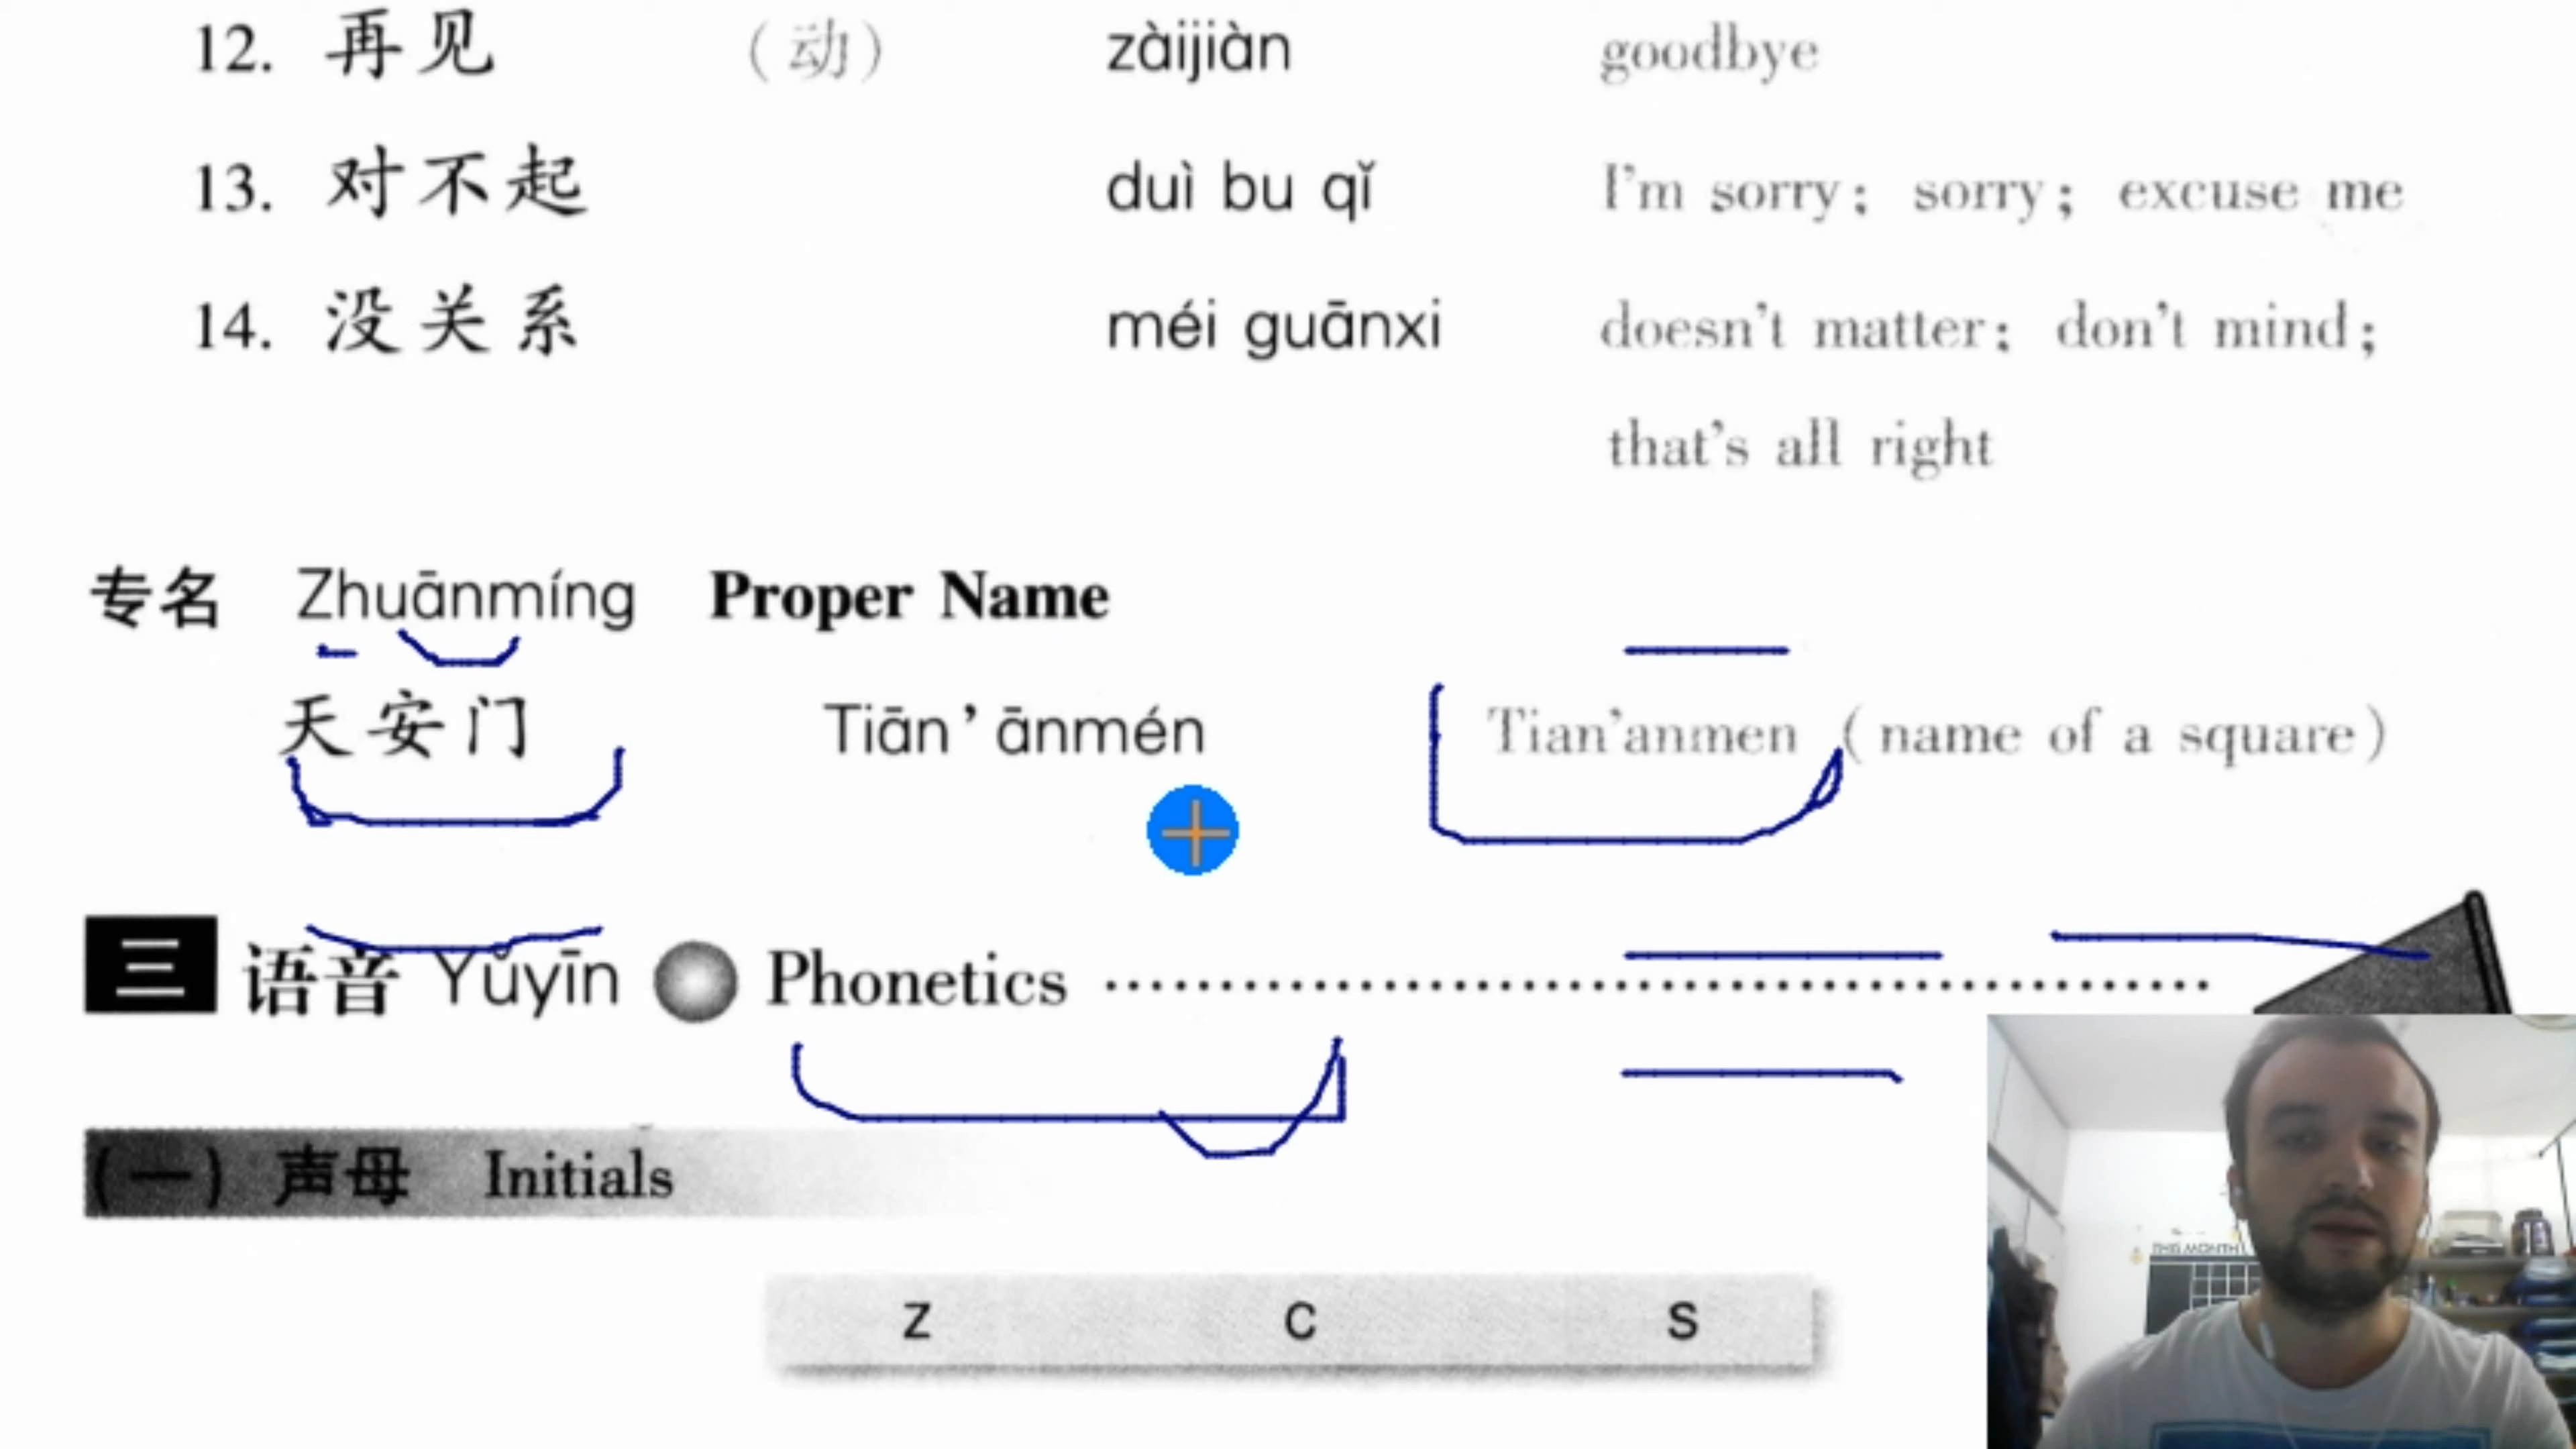 12. 再见 （动） zàijiàn goodbye
13. 对不起 duì bu qǐ I'm sorry; sorry; excuse me
14. 没关系 méi guānxi doesn't matter; don't mind;
that's all right
专名 Zhuānmíng Proper Name
天安门 Tiān'ānmén Tian'anmen (name of a square)
三 语音 Yǔyīn Phonetics
(一) 声母 Initials
z c s
THIS MONTH